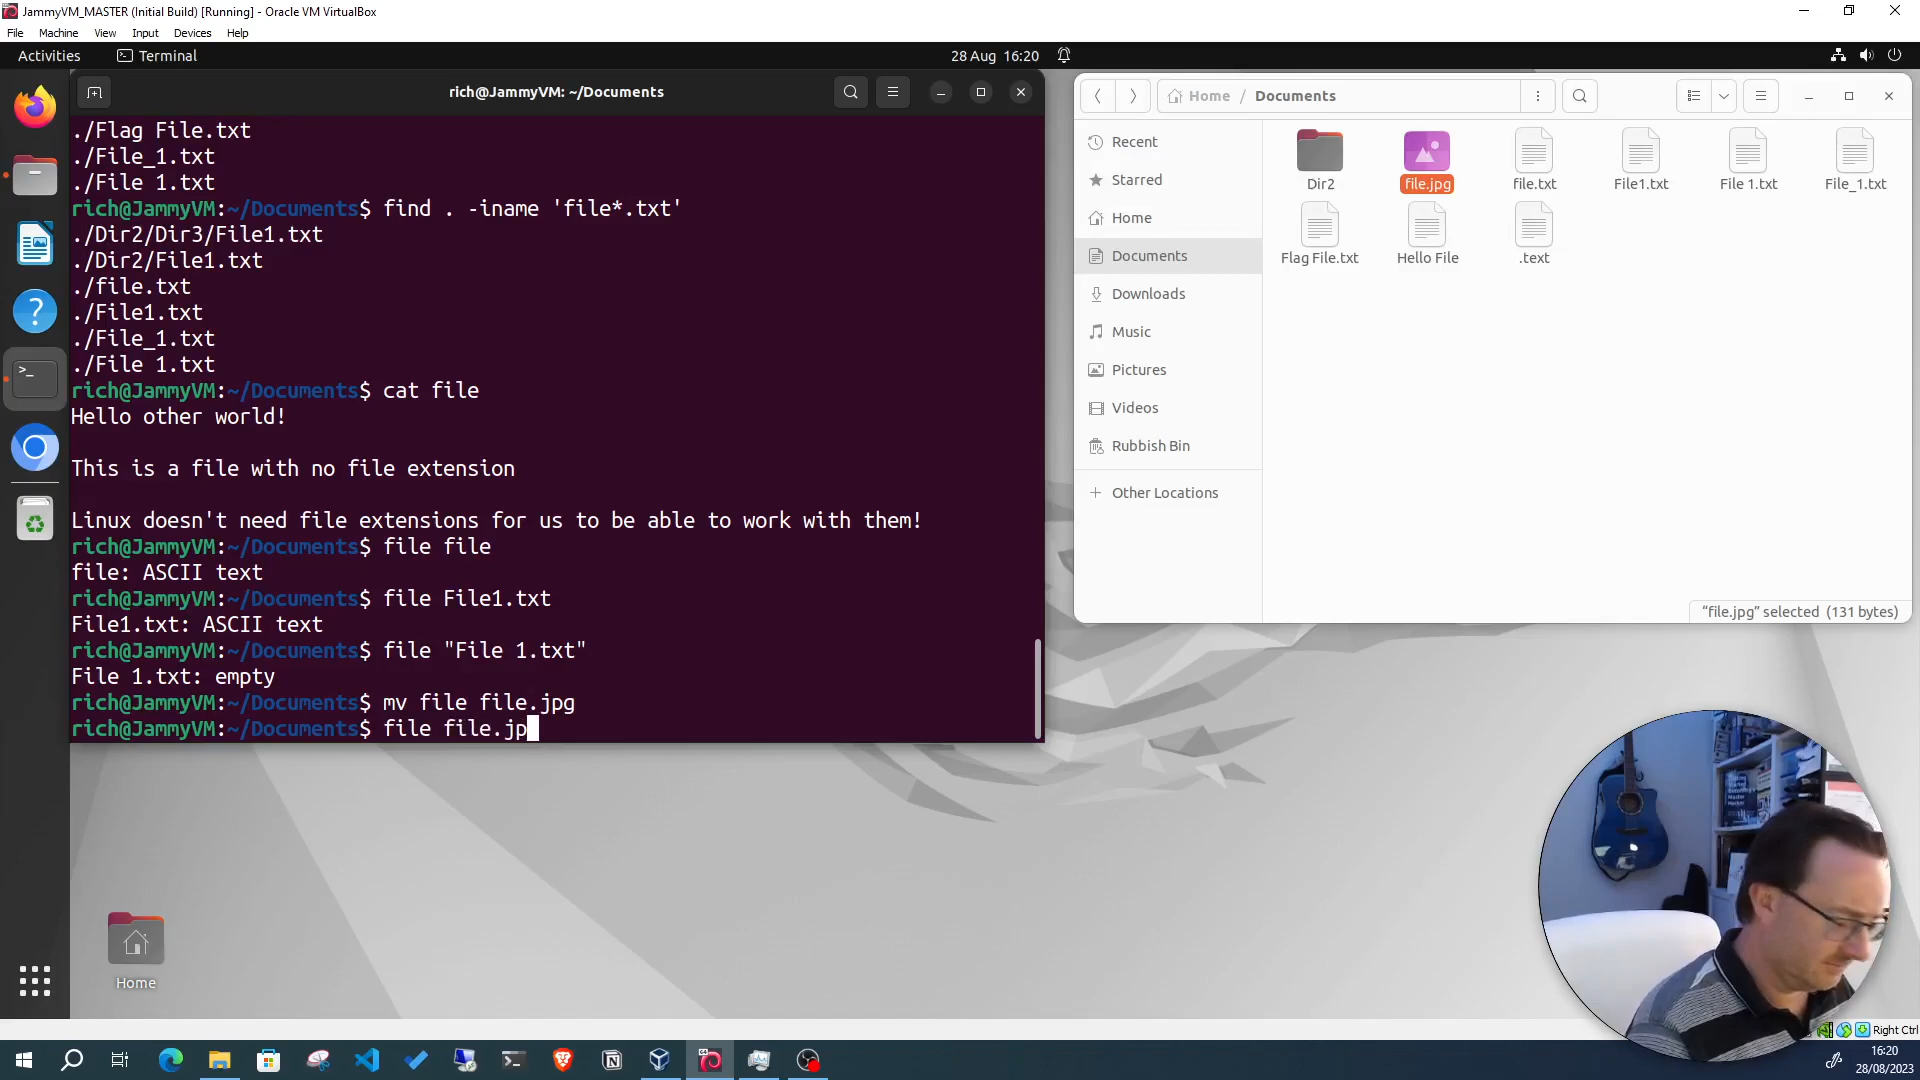 JammyVM_MASTER (Initial Build) [Running] - Oracle VM VirtualBox
File Machine View Input Devices Help
Activities Terminal 28 Aug 16:20
rich@JammyVM: ~/Documents
./Flag File.txt
./File_1.txt
./File 1.txt
rich@JammyVM:~/Documents$ find . -iname 'file*.txt'
./Dir2/Dir3/File1.txt
./Dir2/File1.txt
./file.txt
./File1.txt
./File_1.txt
./File 1.txt
rich@JammyVM:~/Documents$ cat file
Hello other world!
This is a file with no file extension
Linux doesn't need file extensions for us to be able to work with them!
rich@JammyVM:~/Documents$ file file
file: ASCII text
rich@JammyVM:~/Documents$ file File1.txt
File1.txt: ASCII text
rich@JammyVM:~/Documents$ file "File 1.txt"
File 1.txt: empty
rich@JammyVM:~/Documents$ mv file file.jpg
rich@JammyVM:~/Documents$ file file.jp
Home / Documents
Recent
Starred
Home
Documents
Downloads
Music
Pictures
Videos
Rubbish Bin
Other Locations
Dir2 file.jpg file.txt File1.txt File 1.txt File_1.txt
Flag File.txt Hello File .text
“file.jpg” selected (131 bytes)
Home
Right Ctrl
16:20
28/08/2023